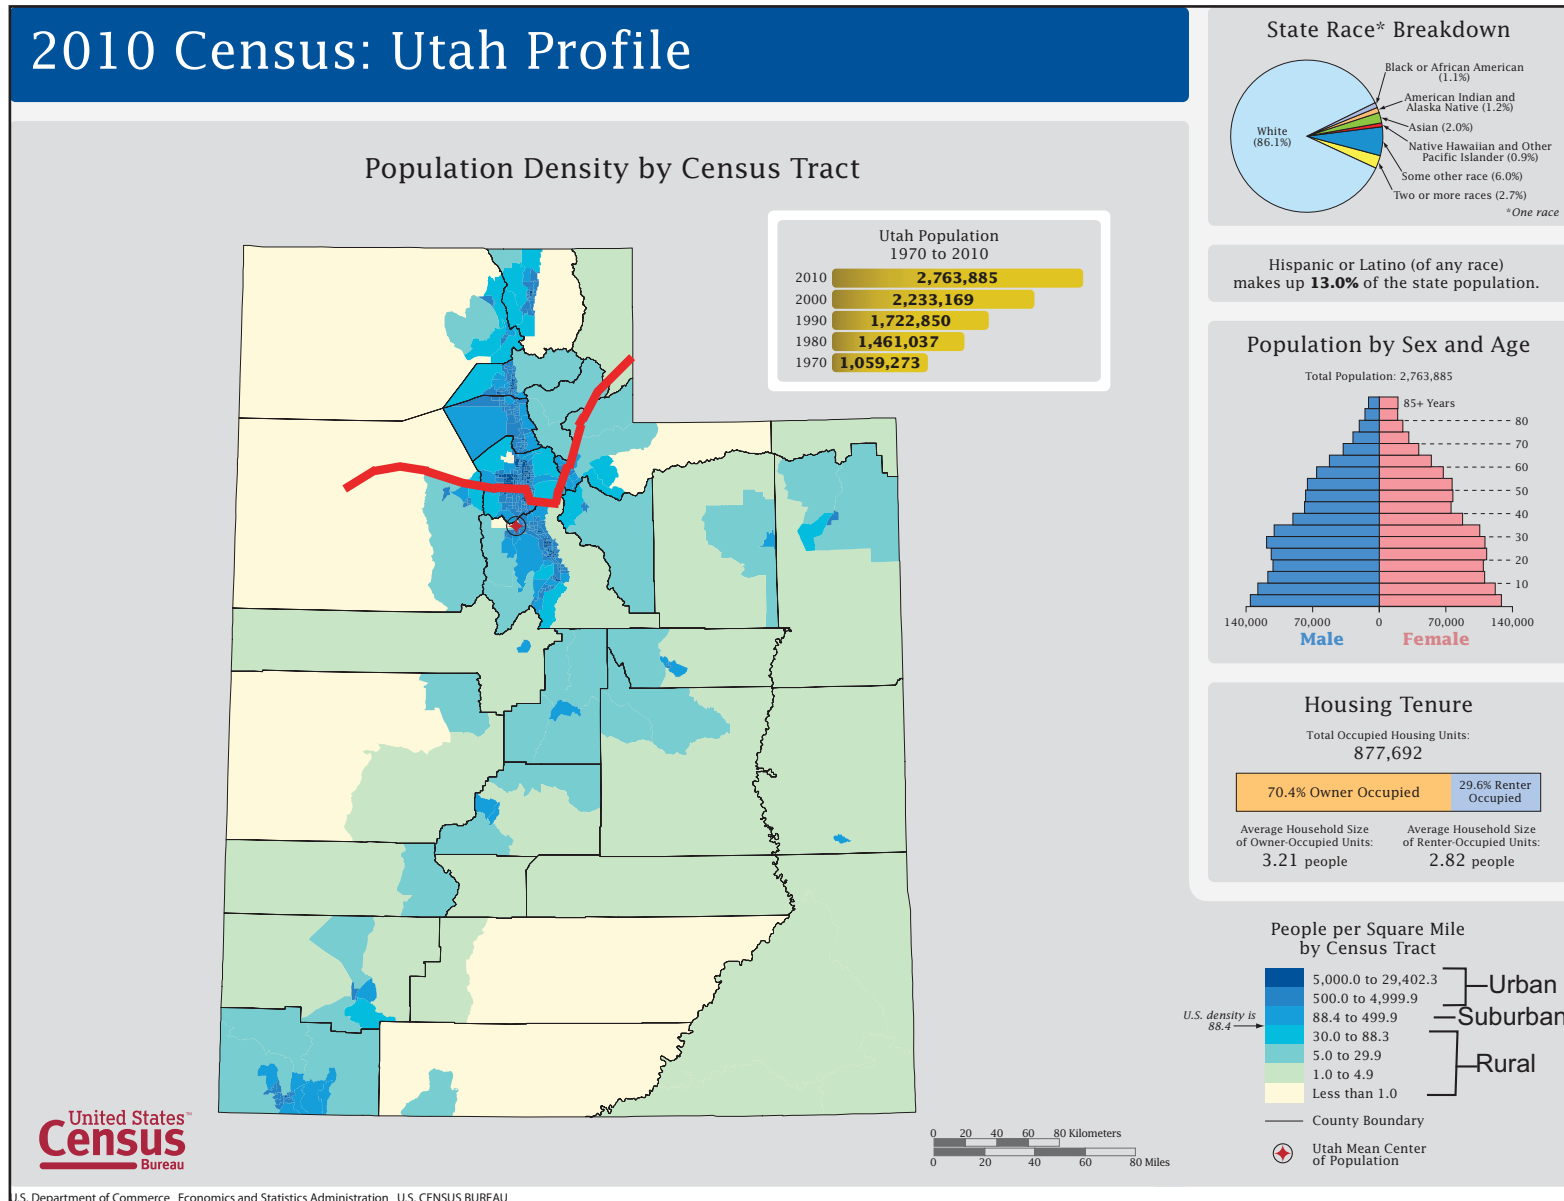 2010 Census: Utah Profile
Population Density by Census Tract
Utah Population
1970 to 2010
2010 2,763,885
2000 2,233,169
1990 1,722,850
1980 1,461,037
1970 1,059,273
State Race* Breakdown
Black or African American
(1.1%)
American Indian and
Alaska Native (1.2%)
Asian (2.0%)
Native Hawaiian and Other
Pacific Islander (0.9%)
Some other race (6.0%)
Two or more races (2.7%)
White
(86.1%)
*One race
Hispanic or Latino (of any race)
makes up 13.0% of the state population.
Population by Sex and Age
Total Population: 2,763,885
85+ Years
80
70
60
50
40
30
20
10
140,000 70,000 0 70,000 140,000
Male Female
Housing Tenure
Total Occupied Housing Units:
877,692
70.4% Owner Occupied
29.6% Renter
Occupied
Average Household Size
of Owner-Occupied Units:
3.21 people
Average Household Size
of Renter-Occupied Units:
2.82 people
People per Square Mile
by Census Tract
5,000.0 to 29,402.3
500.0 to 4,999.9
88.4 to 499.9
30.0 to 88.3
5.0 to 29.9
1.0 to 4.9
Less than 1.0
U.S. density is
88.4
Urban
Suburban
Rural
County Boundary
Utah Mean Center
of Population
0 20 40 60 80 Kilometers
0 20 40 60 80 Miles
United States™
Census
Bureau
U.S. Department of Commerce Economics and Statistics Administration U.S. CENSUS BUREAU